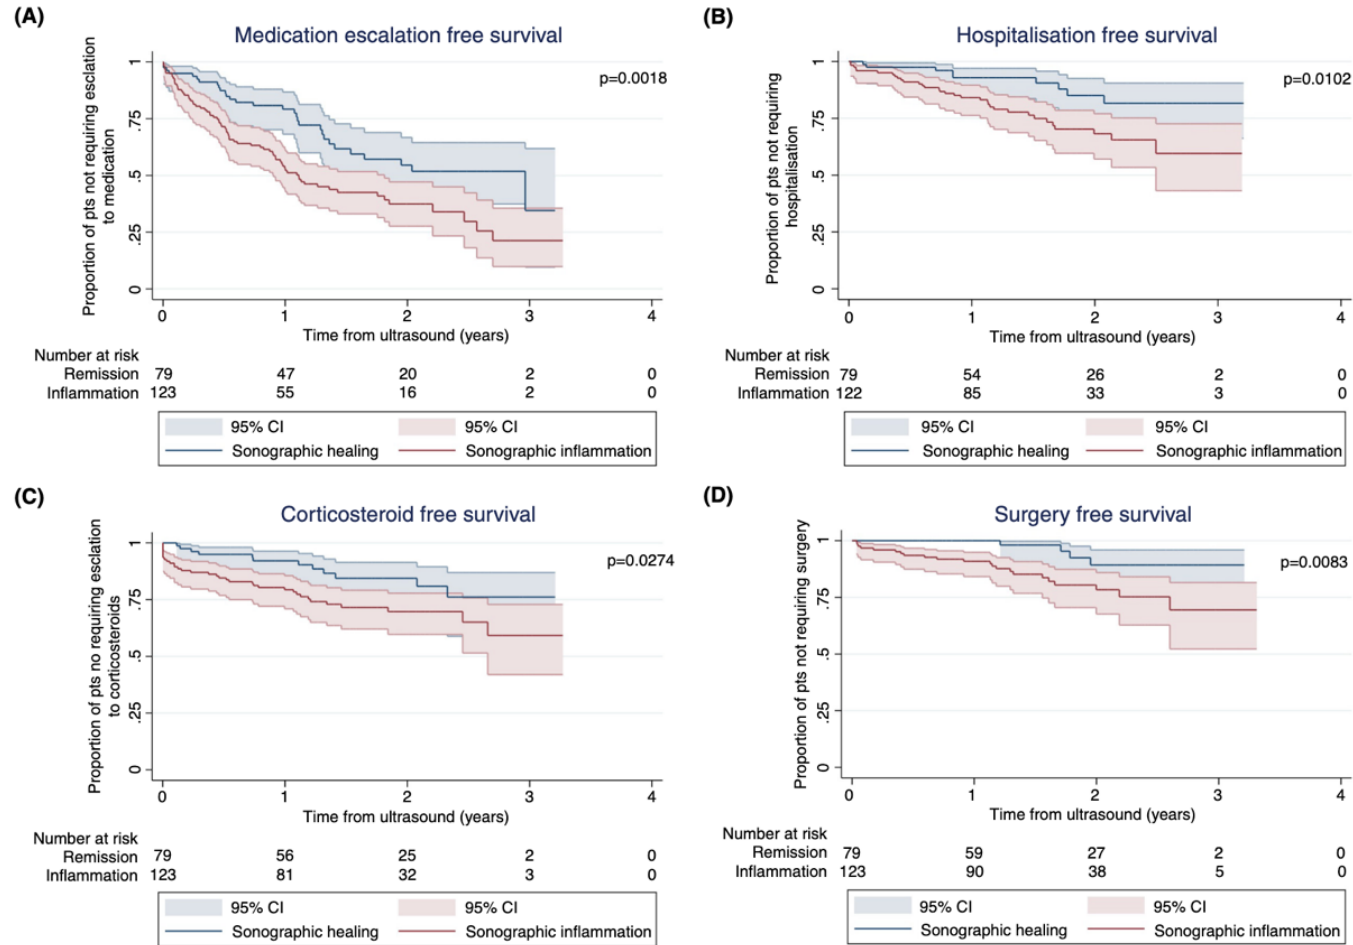 (A)
Medication escalation free survival
Proportion of pts not requiring esclation
to medication
1
.75
.5
.25
0
p=0.0018
0 1 2 3 4
Time from ultrasound (years)
Number at risk
Remission 79 47 20 2 0
Inflammation 123 55 16 2 0
95% CI 95% CI
Sonographic healing Sonographic inflammation
(B)
Hospitalisation free survival
Proportion of pts not requiring
hospitalisation
1
.75
.5
.25
0
p=0.0102
0 1 2 3 4
Time from ultrasound (years)
Number at risk
Remission 79 54 26 2 0
Inflammation 122 85 33 3 0
95% CI 95% CI
Sonographic healing Sonographic inflammation
(C)
Corticosteroid free survival
Proportion of pts no requiring esclation
to corticosteroids
1
.75
.5
.25
0
p=0.0274
0 1 2 3 4
Time from ultrasound (years)
Number at risk
Remission 79 56 25 2 0
Inflammation 123 81 32 3 0
95% CI 95% CI
Sonographic healing Sonographic inflammation
(D)
Surgery free survival
Proportion of pts not requiring surgery
1
.75
.5
.25
0
p=0.0083
0 1 2 3 4
Time from ultrasound (years)
Number at risk
Remission 79 59 27 2 0
Inflammation 123 90 38 5 0
95% CI 95% CI
Sonographic healing Sonographic inflammation